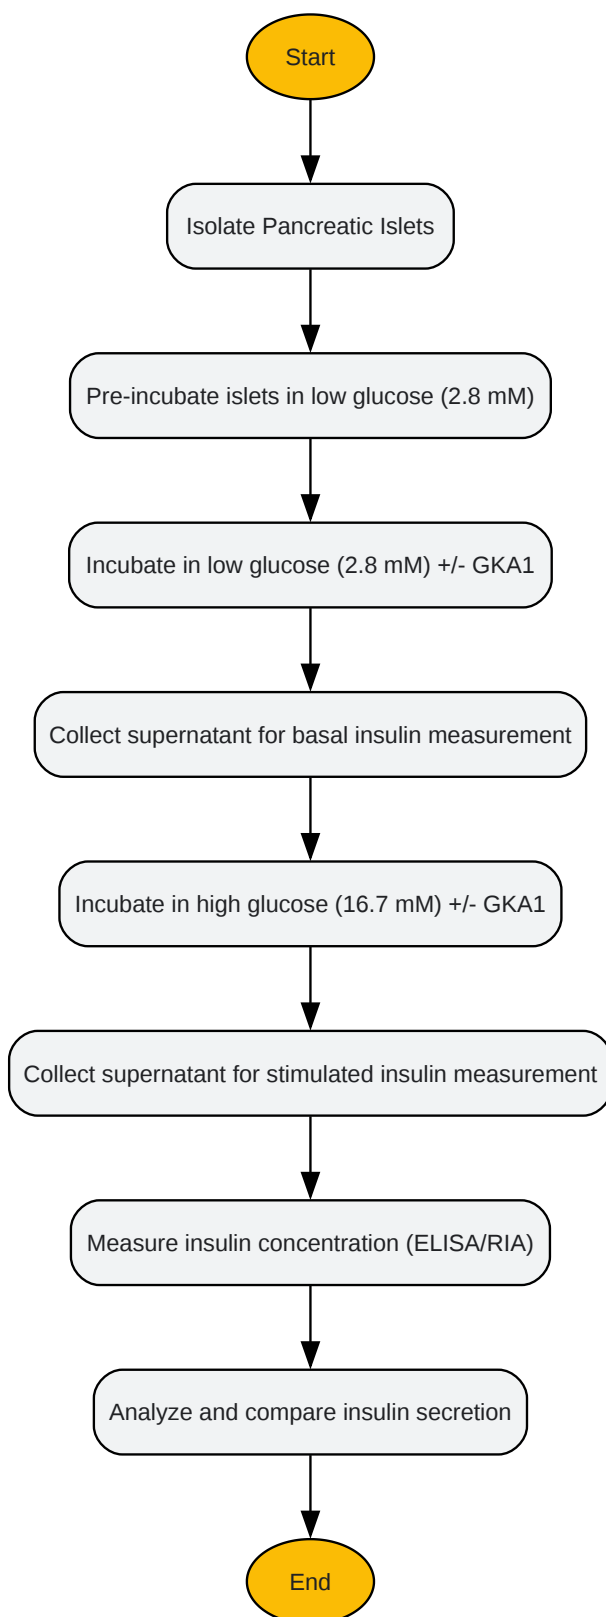 Start
Isolate Pancreatic Islets
Pre-incubate islets in low glucose (2.8 mM)
Incubate in low glucose (2.8 mM) +/- GKA1
Collect supernatant for basal insulin measurement
Incubate in high glucose (16.7 mM) +/- GKA1
Collect supernatant for stimulated insulin measurement
Measure insulin concentration (ELISA/RIA)
Analyze and compare insulin secretion
End